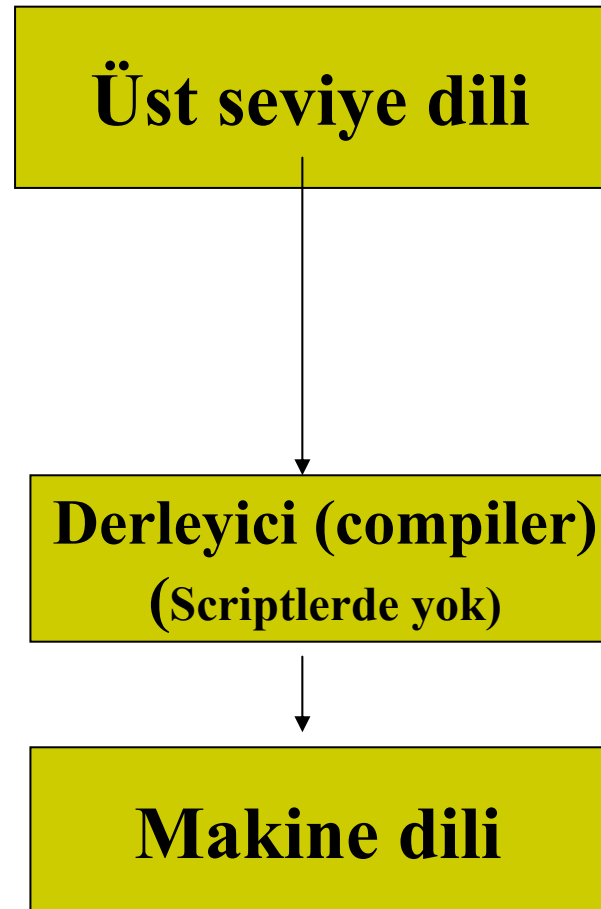 Üst seviye dili
Derleyici (compiler)
(Scriptlerde yok)
Makine dili